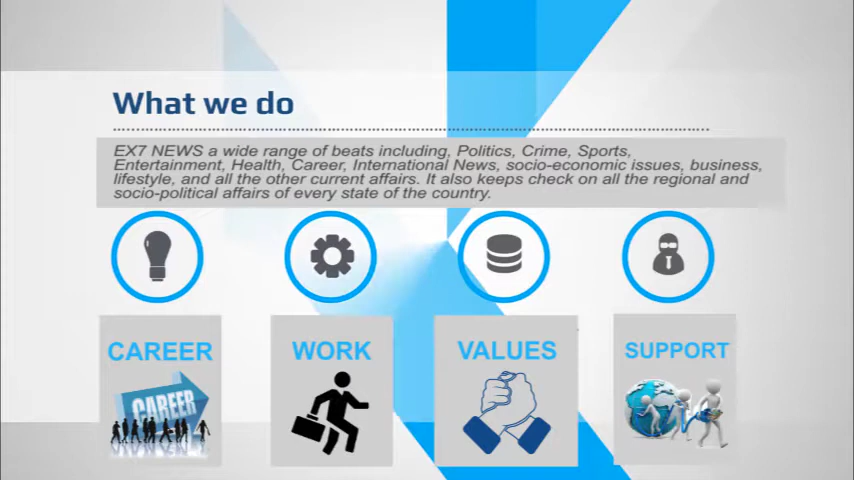 What we do
EX7 NEWS a wide range of beats including, Politics, Crime, Sports,
Entertainment, Health, Career, International News, socio-economic issues, business,
lifestyle, and all the other current affairs. It also keeps check on all the regional and
socio-political affairs of every state of the country.
CAREER WORK VALUES SUPPORT
CAREER